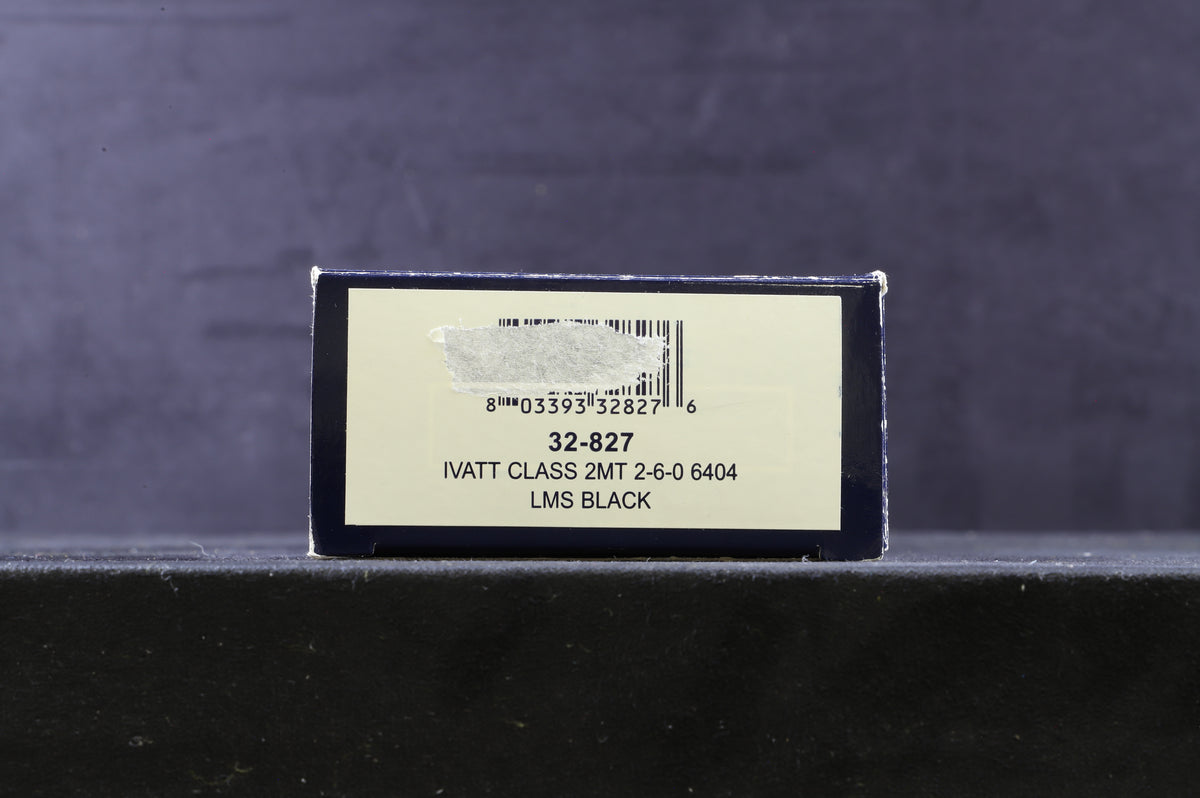 8 03393 32827 6
32-827
IVATT CLASS 2MT 2-6-0 6404
LMS BLACK